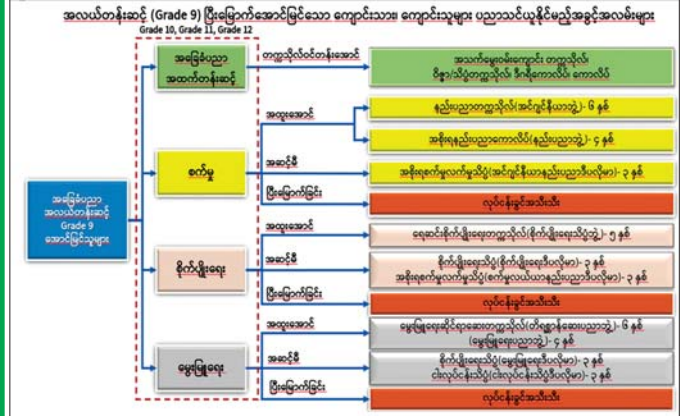 အလယ်တန်းဆင့် (Grade 9) ပြီးမြောက်အောင်မြင်သော ကျောင်းသား၊ ကျောင်းသူများ ပညာသင်ယူနိုင်မည့်အခွင့်အလမ်းများ
Grade 10, Grade 11, Grade 12
အခြေခံပညာ
အထက်တန်းဆင့်
တက္ကသိုလ်ဝင်တန်းအောင်
အသက်မွေးဝမ်းကျောင်း တက္ကသိုလ်၊
ဝိဇ္ဇာ/သိပ္ပံတက္ကသိုလ်၊ ဒီဂရီကောလိပ်၊ ကောလိပ်
အခြေခံပညာ
အလယ်တန်းဆင့်
Grade 9
အောင်မြင်သူများ
စက်မှု
အထူးအောင်
နည်းပညာတက္ကသိုလ်(အင်ဂျင်နီယာဘွဲ့)- ၆ နှစ်
အစိုးရနည်းပညာကောလိပ်(နည်းပညာဘွဲ့)- ၄ နှစ်
အဆင့်မီ
အစိုးရစက်မှုလက်မှုသိပ္ပံ(အင်ဂျင်နီယာနည်းပညာဒီပလိုမာ)- ၃ နှစ်
ပြီးမြောက်ခြင်း
လုပ်ငန်းခွင်အသီးသီး
စိုက်ပျိုးရေး
အထူးအောင်
ရေဆင်းစိုက်ပျိုးရေးတက္ကသိုလ်(စိုက်ပျိုးရေးသိပ္ပံဘွဲ့)- ၅ နှစ်
အဆင့်မီ
စိုက်ပျိုးရေးသိပ္ပံ(စိုက်ပျိုးရေးဒီပလိုမာ)- ၃ နှစ်
အစိုးရစက်မှုလက်မှုသိပ္ပံ(စက်မှုလယ်ယာနည်းပညာဒီပလိုမာ)- ၃ နှစ်
ပြီးမြောက်ခြင်း
လုပ်ငန်းခွင်အသီးသီး
မွေးမြူရေး
အထူးအောင်
မွေးမြူရေးဆိုင်ရာဆေးတက္ကသိုလ်(တိရစ္ဆာန်ဆေးပညာဘွဲ့)- ၆ နှစ်
(မွေးမြူရေးပညာဘွဲ့)- ၄ နှစ်
အဆင့်မီ
စိုက်ပျိုးရေးသိပ္ပံ(မွေးမြူရေးဒီပလိုမာ)- ၃ နှစ်
ငါးလုပ်ငန်းသိပ္ပံ(ငါးလုပ်ငန်းသိပ္ပံဒီပလိုမာ)- ၃ နှစ်
ပြီးမြောက်ခြင်း
လုပ်ငန်းခွင်အသီးသီး